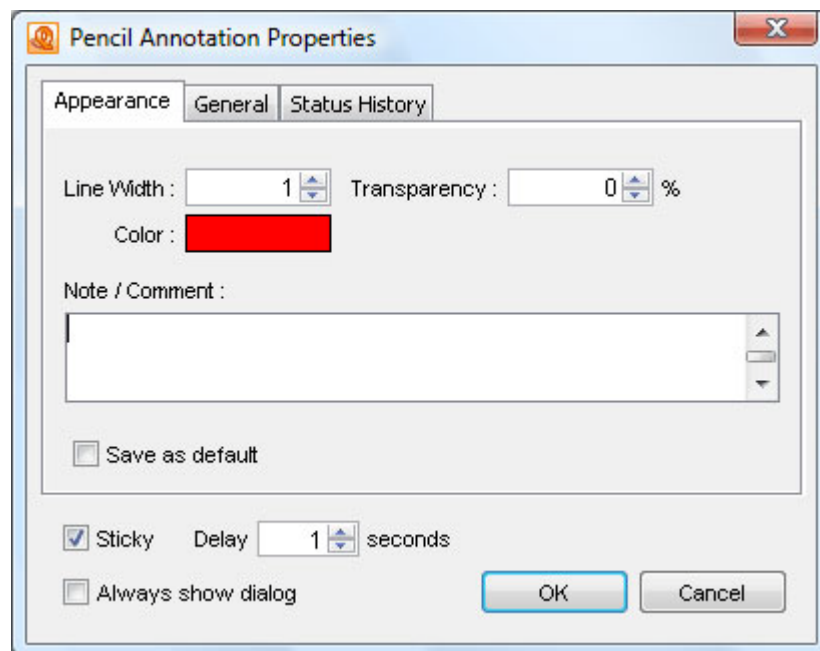 Pencil Annotation Properties
Appearance General Status History
Line Width : 1 Transparency : 0 %
Color :
Note / Comment :
Save as default
Sticky Delay 1 seconds
Always show dialog OK Cancel